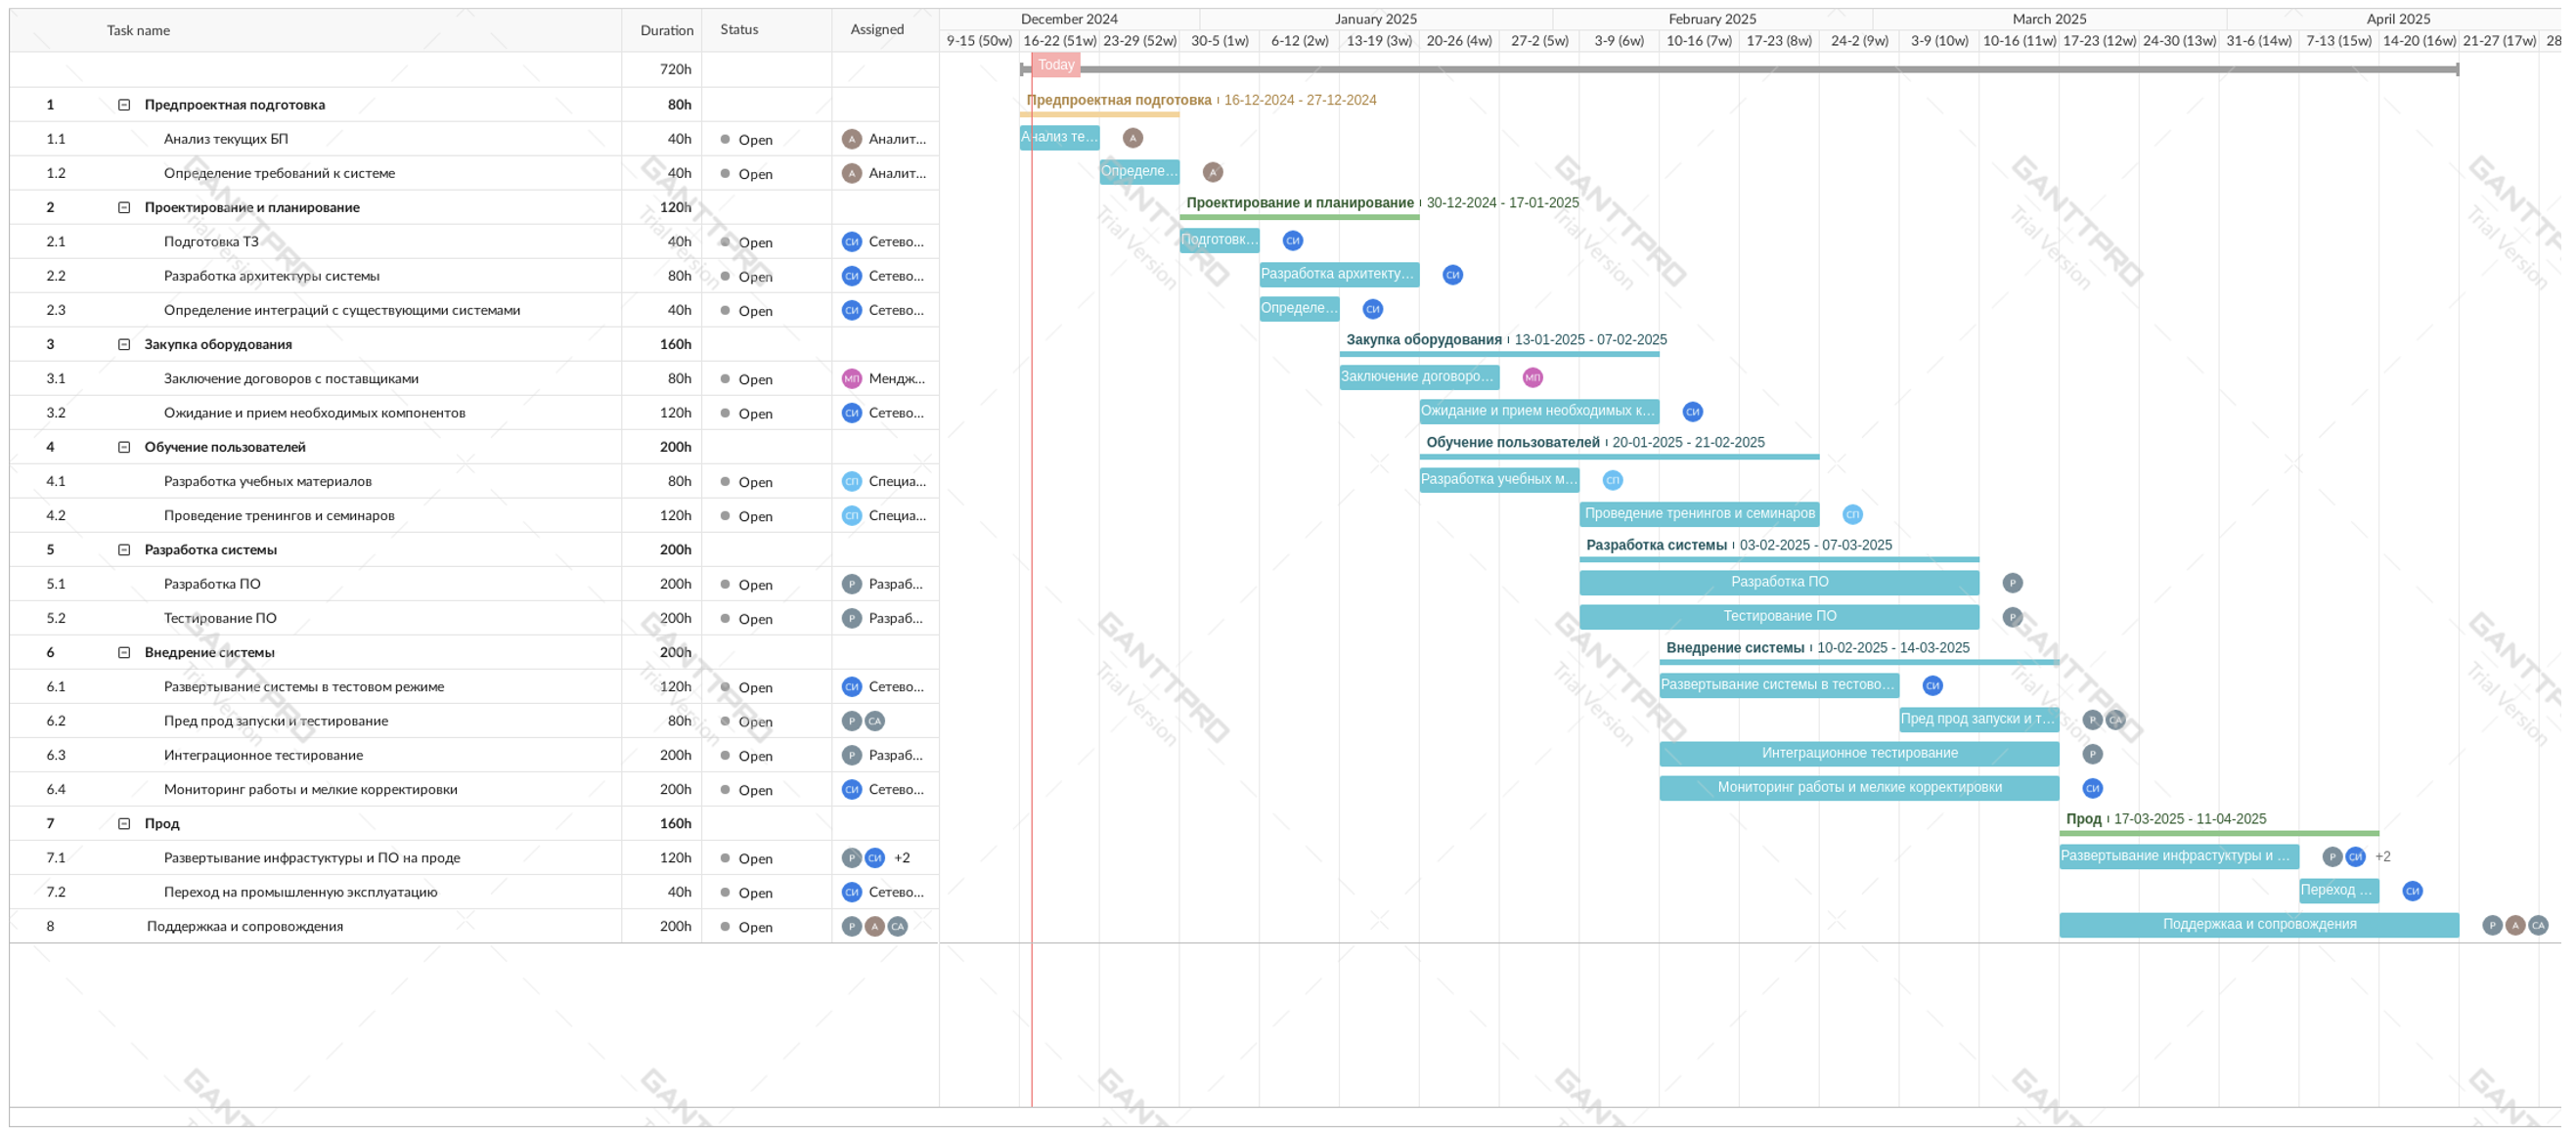 Task name Duration Status Assigned
December 2024 January 2025 February 2025 March 2025 April 2025
9-15 (50w) 16-22 (51w) 23-29 (52w) 30-5 (1w) 6-12 (2w) 13-19 (3w) 20-26 (4w) 27-2 (5w) 3-9 (6w) 10-16 (7w) 17-23 (8w) 24-2 (9w) 3-9 (10w) 10-16 (11w) 17-23 (12w) 24-30 (13w) 31-6 (14w) 7-13 (15w) 14-20 (16w) 21-27 (17w) 28
720h Today
1 Предпроектная подготовка 80h Предпроектная подготовка 16-12-2024 - 27-12-2024
1.1 Анализ текущих БП 40h Open А Аналит... Анализ те... А
1.2 Определение требований к системе 40h Open А Аналит... Определе... А
2 Проектирование и планирование 120h Проектирование и планирование 30-12-2024 - 17-01-2025
2.1 Подготовка ТЗ 40h Open СИ Сетево... Подготовк... СИ
2.2 Разработка архитектуры системы 80h Open СИ Сетево... Разработка архитекту... СИ
2.3 Определение интеграций с существующими системами 40h Open СИ Сетево... Определе... СИ
3 Закупка оборудования 160h Закупка оборудования 13-01-2025 - 07-02-2025
3.1 Заключение договоров с поставщиками 80h Open МП Мендж... Заключение договоро... МП
3.2 Ожидание и прием необходимых компонентов 120h Open СИ Сетево... Ожидание и прием необходимых к... СИ
4 Обучение пользователей 200h Обучение пользователей 20-01-2025 - 21-02-2025
4.1 Разработка учебных материалов 80h Open СП Специа... Разработка учебных м... СП
4.2 Проведение тренингов и семинаров 120h Open СП Специа... Проведение тренингов и семинаров СП
5 Разработка системы 200h Разработка системы 03-02-2025 - 07-03-2025
5.1 Разработка ПО 200h Open Р Разраб... Разработка ПО Р
5.2 Тестирование ПО 200h Open Р Разраб... Тестирование ПО Р
6 Внедрение системы 200h Внедрение системы 10-02-2025 - 14-03-2025
6.1 Развертывание системы в тестовом режиме 120h Open СИ Сетево... Развертывание системы в тестово... СИ
6.2 Пред прод запуски и тестирование 80h Open Р СА Пред прод запуски и т... Р СА
6.3 Интеграционное тестирование 200h Open Р Разраб... Интеграционное тестирование Р
6.4 Мониторинг работы и мелкие корректировки 200h Open СИ Сетево... Мониторинг работы и мелкие корректировки СИ
7 Прод 160h Прод 17-03-2025 - 11-04-2025
7.1 Развертывание инфрастуктуры и ПО на проде 120h Open Р СИ +2 Развертывание инфрастуктуры и ... Р СИ +2
7.2 Переход на промышленную эксплуатацию 40h Open СИ Сетево... Переход ... СИ
8 Поддержкаа и сопровождения 200h Open Р А СА Поддержкаа и сопровождения Р А СА
GANTTPRO
Trial Version